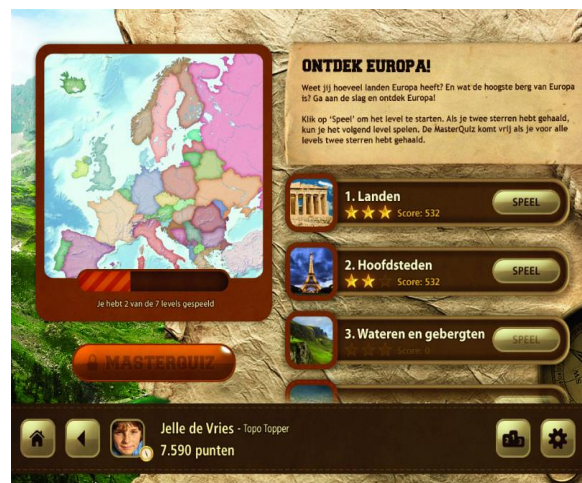 ONTDEK EUROPA!
Weet jij hoeveel landen Europa heeft? En wat de hoogste berg van Europa
is? Ga aan de slag en ontdek Europa!
Klik op 'Speel' om het level te starten. Als je twee sterren hebt gehaald,
kun je het volgend level spelen. De MasterQuiz komt vrij als je voor alle
levels twee sterren hebt gehaald.
1. Landen
Score: 532
SPEEL
2. Hoofdsteden
Score: 532
SPEEL
3. Wateren en gebergten
Score: 0
SPEEL
Je hebt 2 van de 7 levels gespeeld
MASTERQUIZ
Jelle de Vries - Topo Topper
7.590 punten